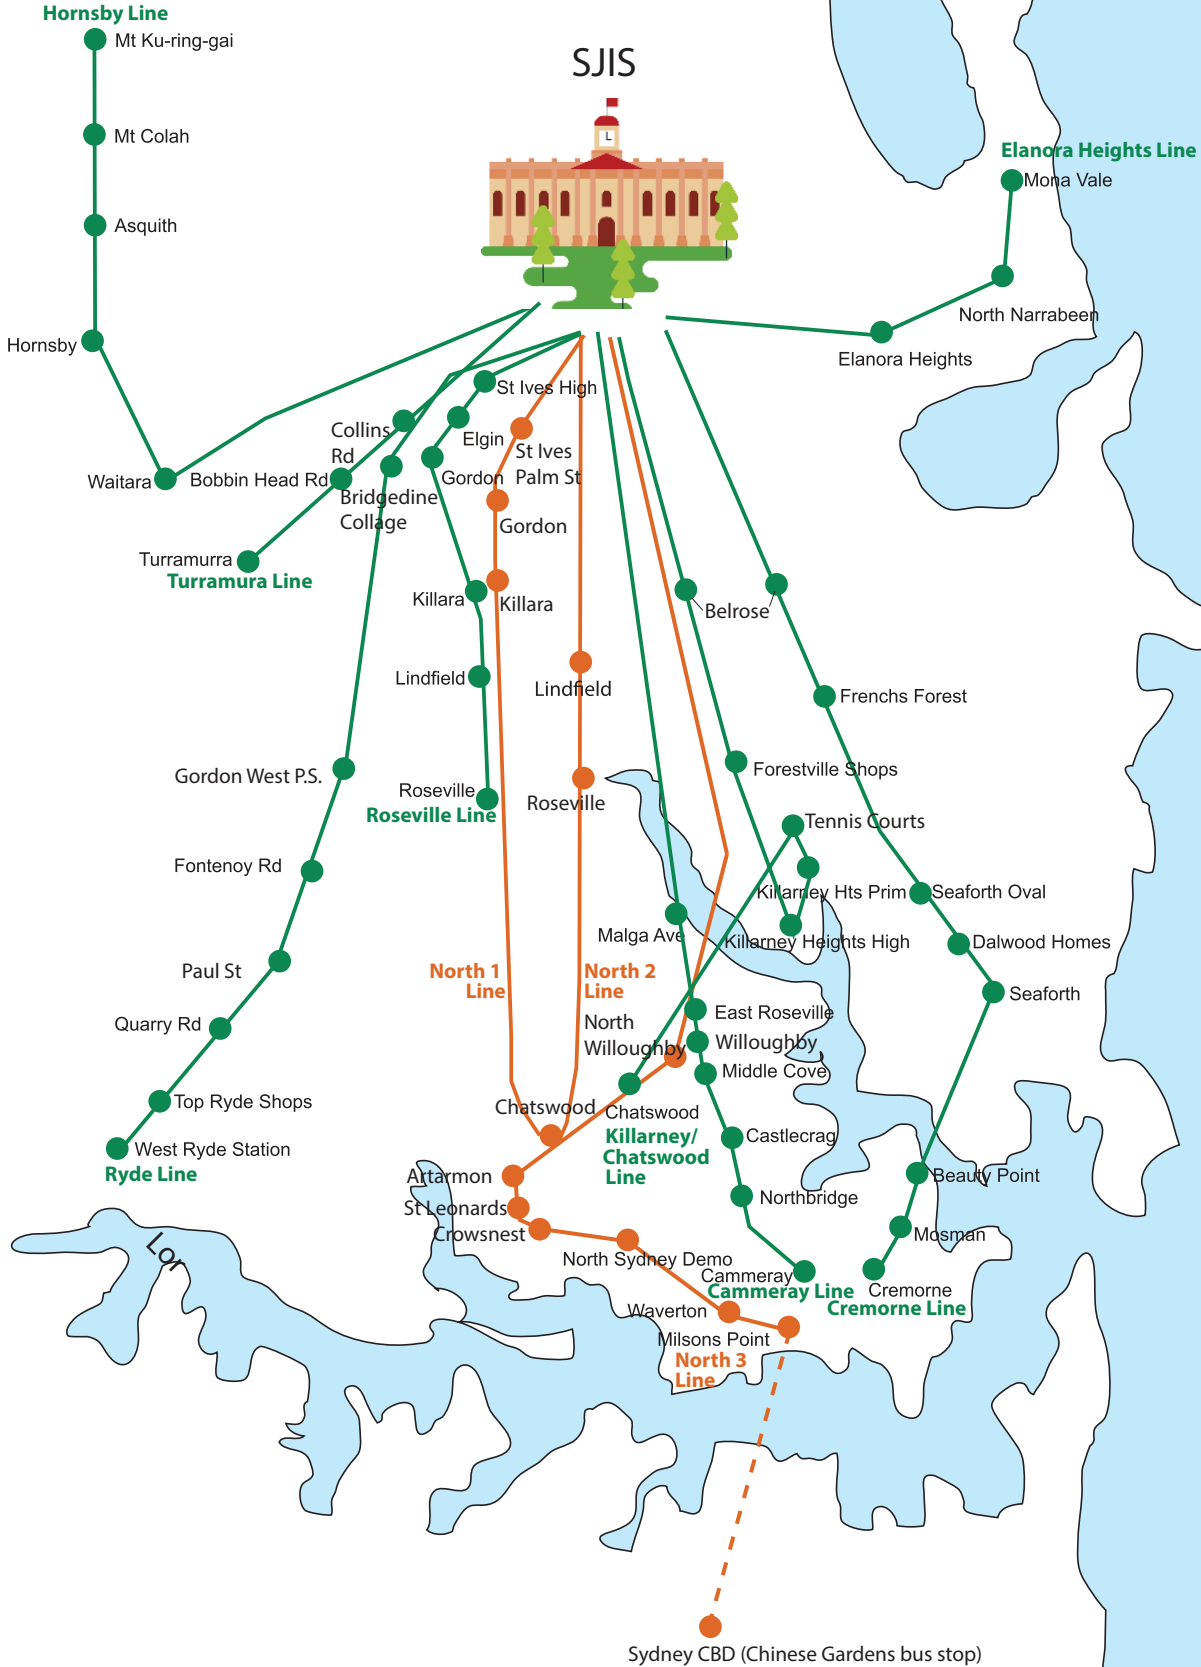 Hornsby Line
Mt Ku-ring-gai
SJIS
L
Mt Colah
Elanora Heights Line
Mona Vale
Asquith
North Narrabeen
Hornsby
Elanora Heights
St Ives High
Collins
Rd
Elgin
St Ives
Palm St
Waitara
Bobbin Head Rd
Gordon
Bridgedine
Collage
Gordon
Turramurra
Turramura Line
Killara
Killara
Belrose
Lindfield
Lindfield
Frenchs Forest
Gordon West P.S.
Forestville Shops
Roseville
Roseville Line
Roseville
Tennis Courts
Fontenoy Rd
Killarney Hts Prim
Seaforth Oval
Malga Ave
Killarney Heights High
Dalwood Homes
Paul St
North 1
Line
North 2
Line
Seaforth
Quarry Rd
North
Willoughby
East Roseville
Willoughby
Middle Cove
Top Ryde Shops
Chatswood
Chatswood
Killarney/
Chatswood
Line
Castlecrag
West Ryde Station
Ryde Line
Artarmon
Beauty Point
St Leonards
Northbridge
Crowsnest
Mosman
Lor
North Sydney Demo
Cammeray
Cammeray Line
Cremorne
Cremorne Line
Waverton
Milsons Point
North 3
Line
Sydney CBD (Chinese Gardens bus stop)